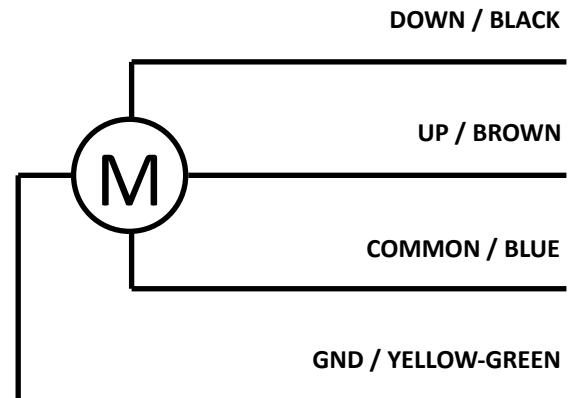 DOWN / BLACK
UP / BROWN
M
COMMON / BLUE
GND / YELLOW-GREEN